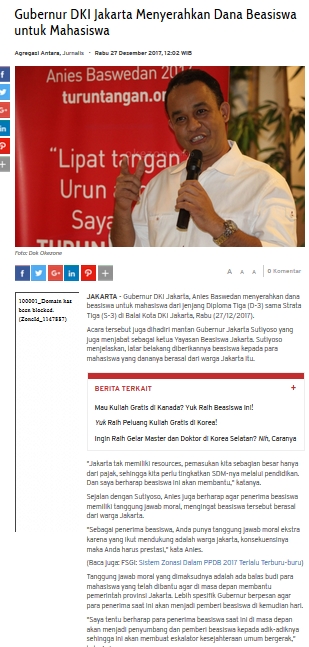 Gubernur DKI Jakarta Menyerahkan Dana Beasiswa
untuk Mahasiswa
Agregasi Antara, Jurnalis • Rabu 27 Desember 2017, 12:02 WIB
Anies Baswedan 20
turuntangan.or
"Lipat tangan
Urun
Saya
TURUN
Foto: Dok Okezone
A A A 0 Komentar
100001_Domain has
been blocked.
(ZoneId_1147887)
JAKARTA - Gubernur DKI Jakarta, Anies Baswedan menyerahkan dana
beasiswa untuk mahasiswa dari jenjang Diploma Tiga (D-3) sama Strata
Tiga (S-3) di Balai Kota DKI Jakarta, Rabu (27/12/2017).
Acara tersebut juga dihadiri mantan Gubernur Jakarta Sutiyoso yang
juga menjabat sebagai ketua Yayasan Beasiswa Jakarta. Sutiyoso
menjelaskan, latar belakang diberikannya beasiswa kepada para
mahasiswa yang dananya berasal dari warga Jakarta itu.
BERITA TERKAIT +
Mau Kuliah Gratis di Kanada? Yuk Raih Beasiswa Ini!
Yuk Raih Peluang Kuliah Gratis di Korea!
Ingin Raih Gelar Master dan Doktor di Korea Selatan? Nih, Caranya
"Jakarta tak memiliki resources, pemasukan kita sebagian besar hanya
dari pajak, sehingga kita perlu tingkatkan SDM-nya melalui pendidikan.
Dan saya berharap beasiswa ini akan membantu," katanya.
Sejalan dengan Sutiyoso, Anies juga berharap agar penerima beasiswa
memiliki tanggung jawab moral, mengingat beasiswa tersebut berasal
dari warga Jakarta.
"Sebagai penerima beasiswa, Anda punya tanggung jawab moral ekstra
karena yang ikut mendukung adalah warga jakarta, konsekuensinya
maka Anda harus prestasi," kata Anies.
(Baca juga: FSGI: Sistem Zonasi Dalam PPDB 2017 Terlalu Terburu-buru)
Tanggung jawab moral yang dimaksudnya adalah ada balas budi para
mahasiswa yang telah dibantu agar di masa depan membantu
pemerintah provinsi Jakarta. Lebih spesifik Gubernur berpesan agar
para penerima saat ini akan menjadi pemberi beasiswa di kemudian hari.
"Saya tentu berharap para penerima beasiswa saat ini di masa depan
akan menjadi penyumbang dan pemberi beasiswa kepada adik-adiknya
sehingga ini akan membuat eskalator kesejahteraan umum bergerak,"